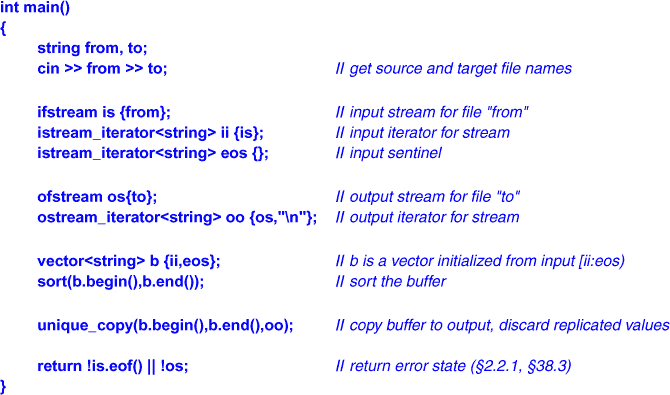 int main()
{
string from, to;
cin >> from >> to; // get source and target file names
ifstream is {from}; // input stream for file "from"
istream_iterator<string> ii {is}; // input iterator for stream
istream_iterator<string> eos {}; // input sentinel
ofstream os{to}; // output stream for file "to"
ostream_iterator<string> oo {os,"\n"}; // output iterator for stream
vector<string> b {ii,eos}; // b is a vector initialized from input [ii:eos)
sort(b.begin(),b.end()); // sort the buffer
unique_copy(b.begin(),b.end(),oo); // copy buffer to output, discard replicated values
return !is.eof() || !os; // return error state (§2.2.1, §38.3)
}